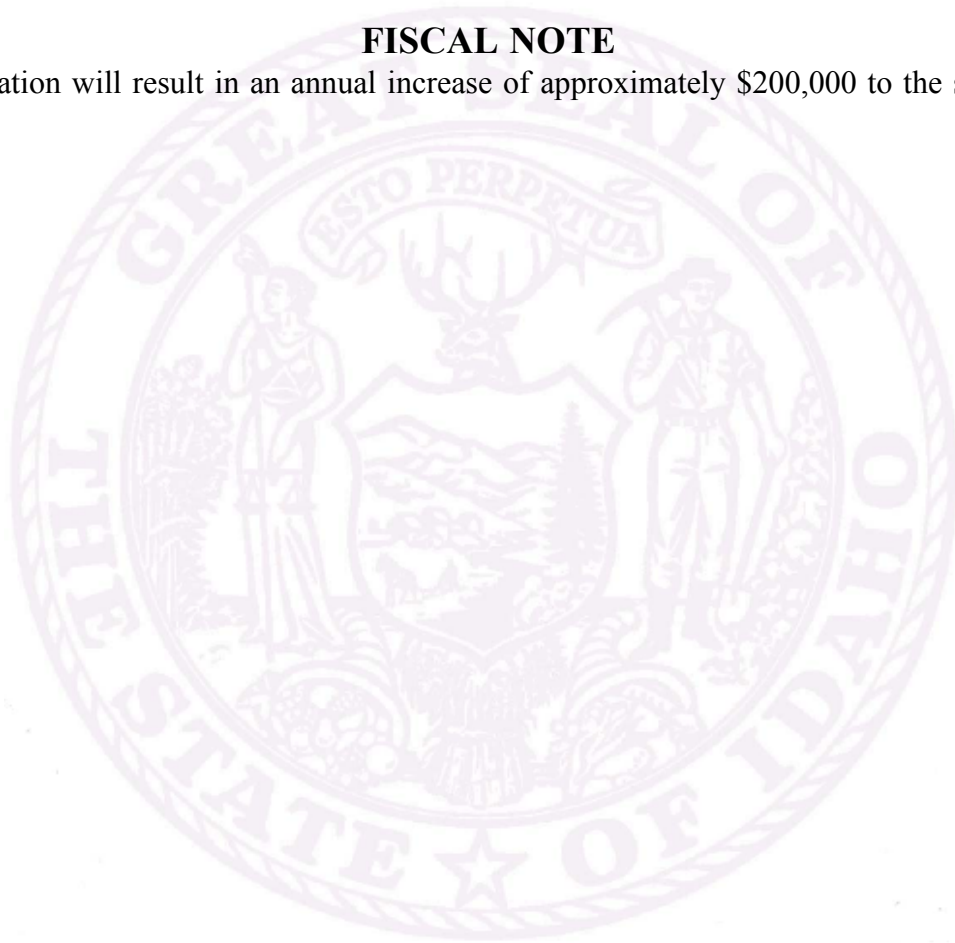 FISCAL NOTE
ation will result in an annual increase of approximately $200,000 to the
ESTO PERPETUA
GREAT SEAL OF
THE STATE OF IDAHO